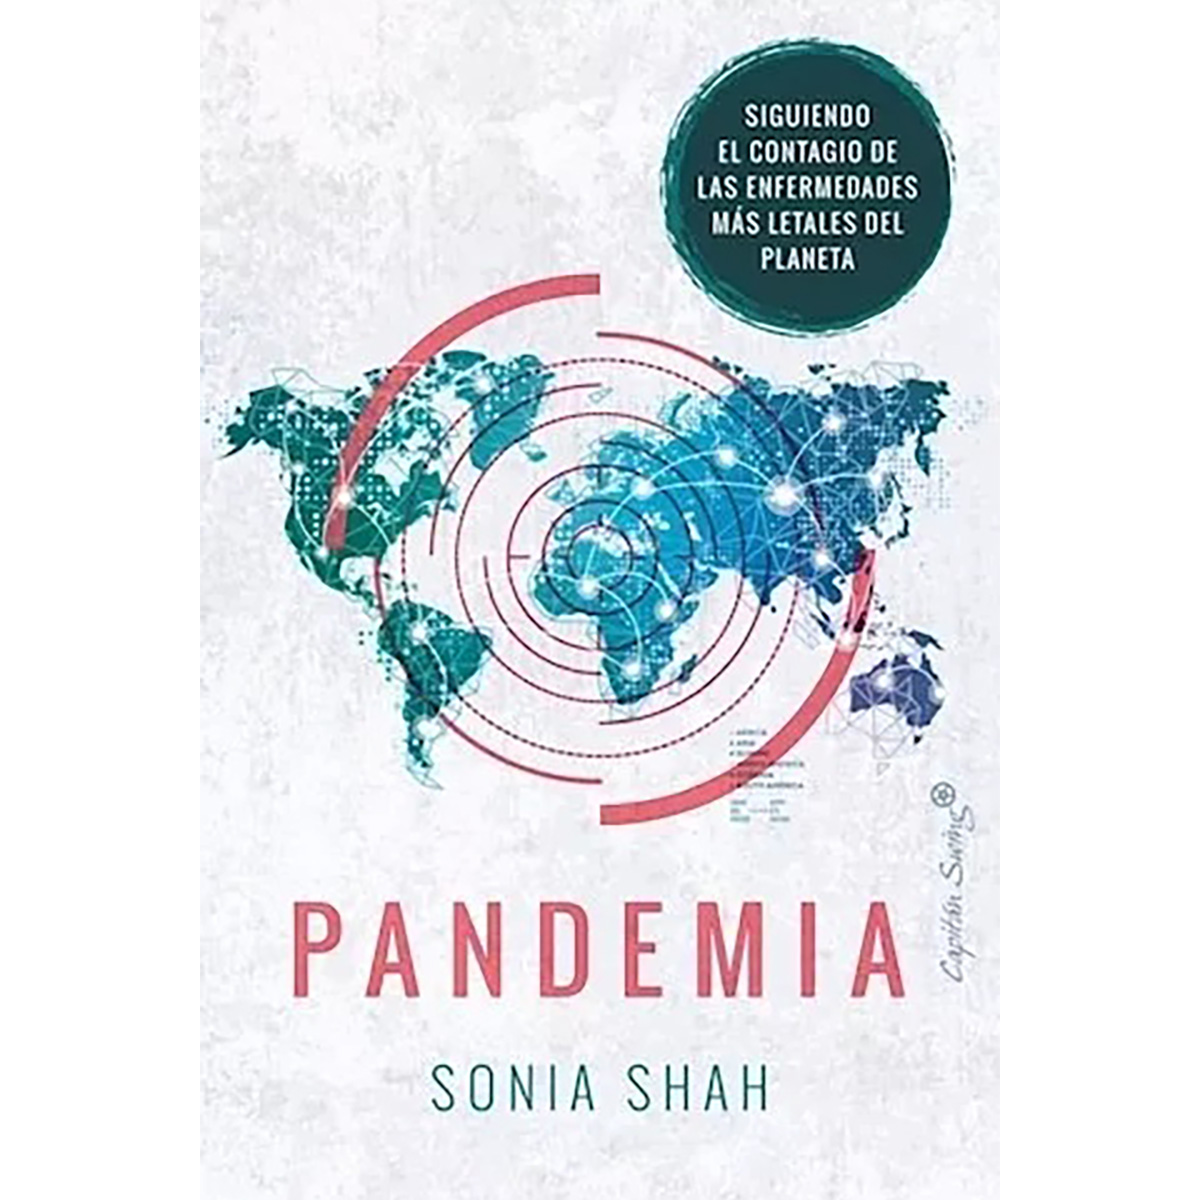 SIGUIENDO
EL CONTAGIO DE
LAS ENFERMEDADES
MÁS LETALES DEL
PLANETA
PANDEMIA
SONIA SHAH
Capitán Swing